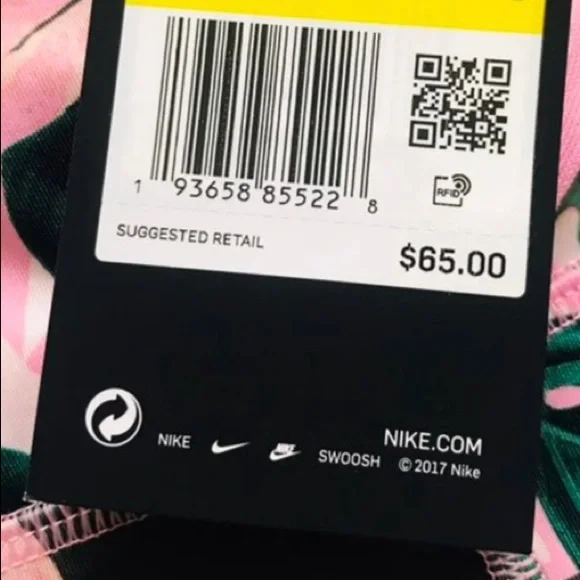 1 93658 85522 8
RFID
SUGGESTED RETAIL
$65.00
NIKE SWOOSH
NIKE.COM
© 2017 Nike